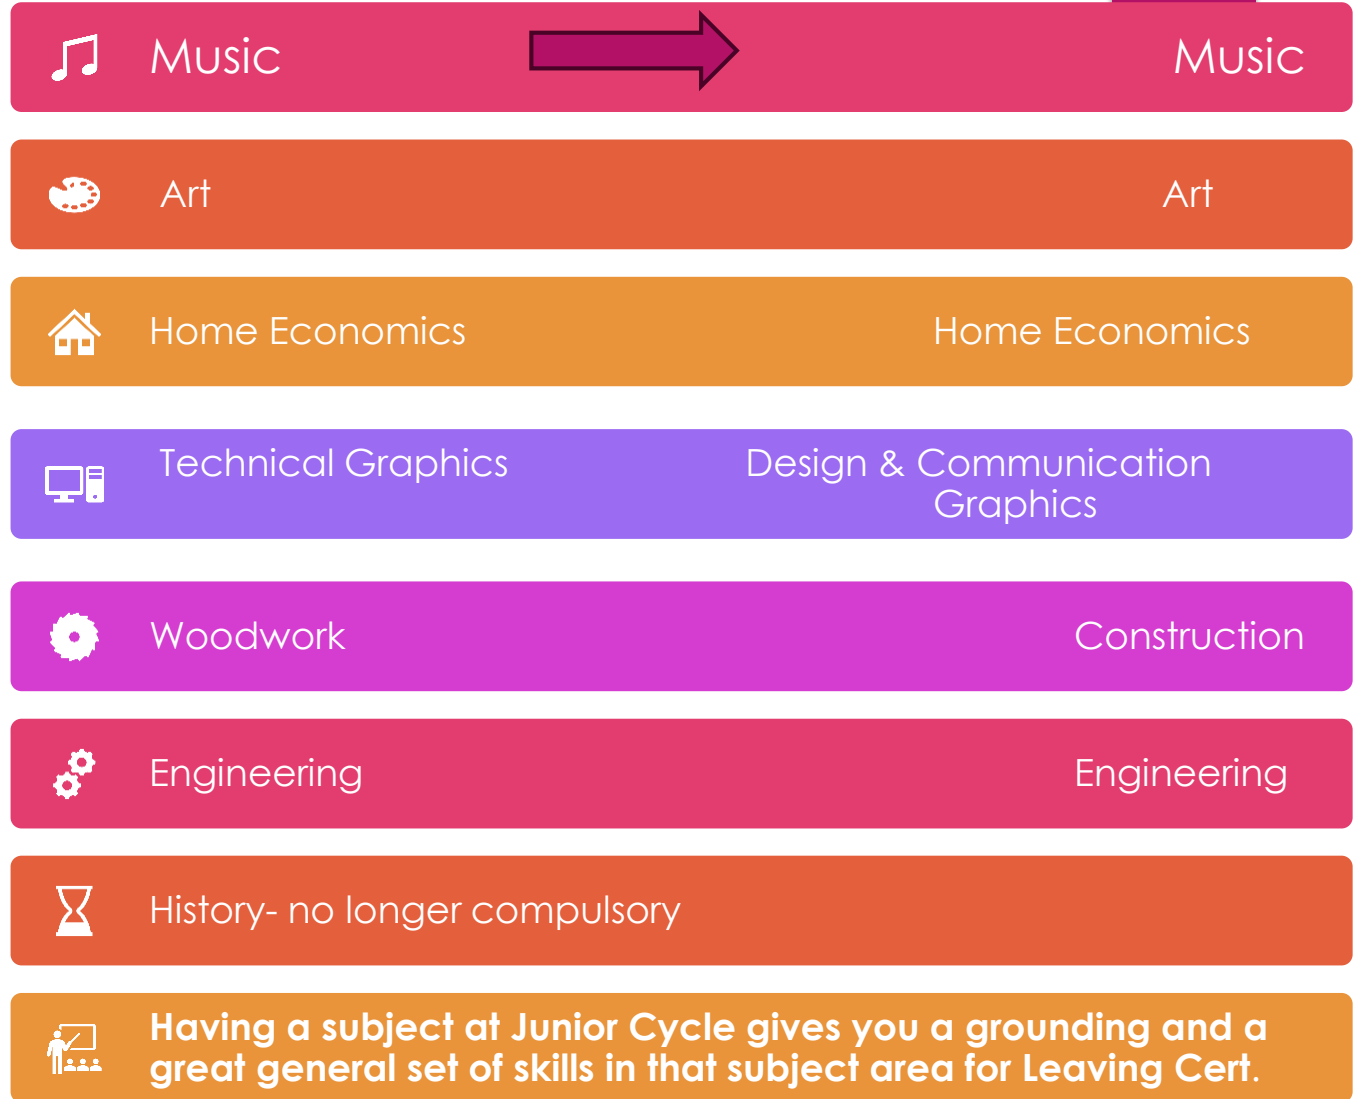 Music Music
Art Art
Home Economics Home Economics
Technical Graphics Design & Communication
Graphics
Woodwork Construction
Engineering Engineering
History- no longer compulsory
Having a subject at Junior Cycle gives you a grounding and a
great general set of skills in that subject area for Leaving Cert.